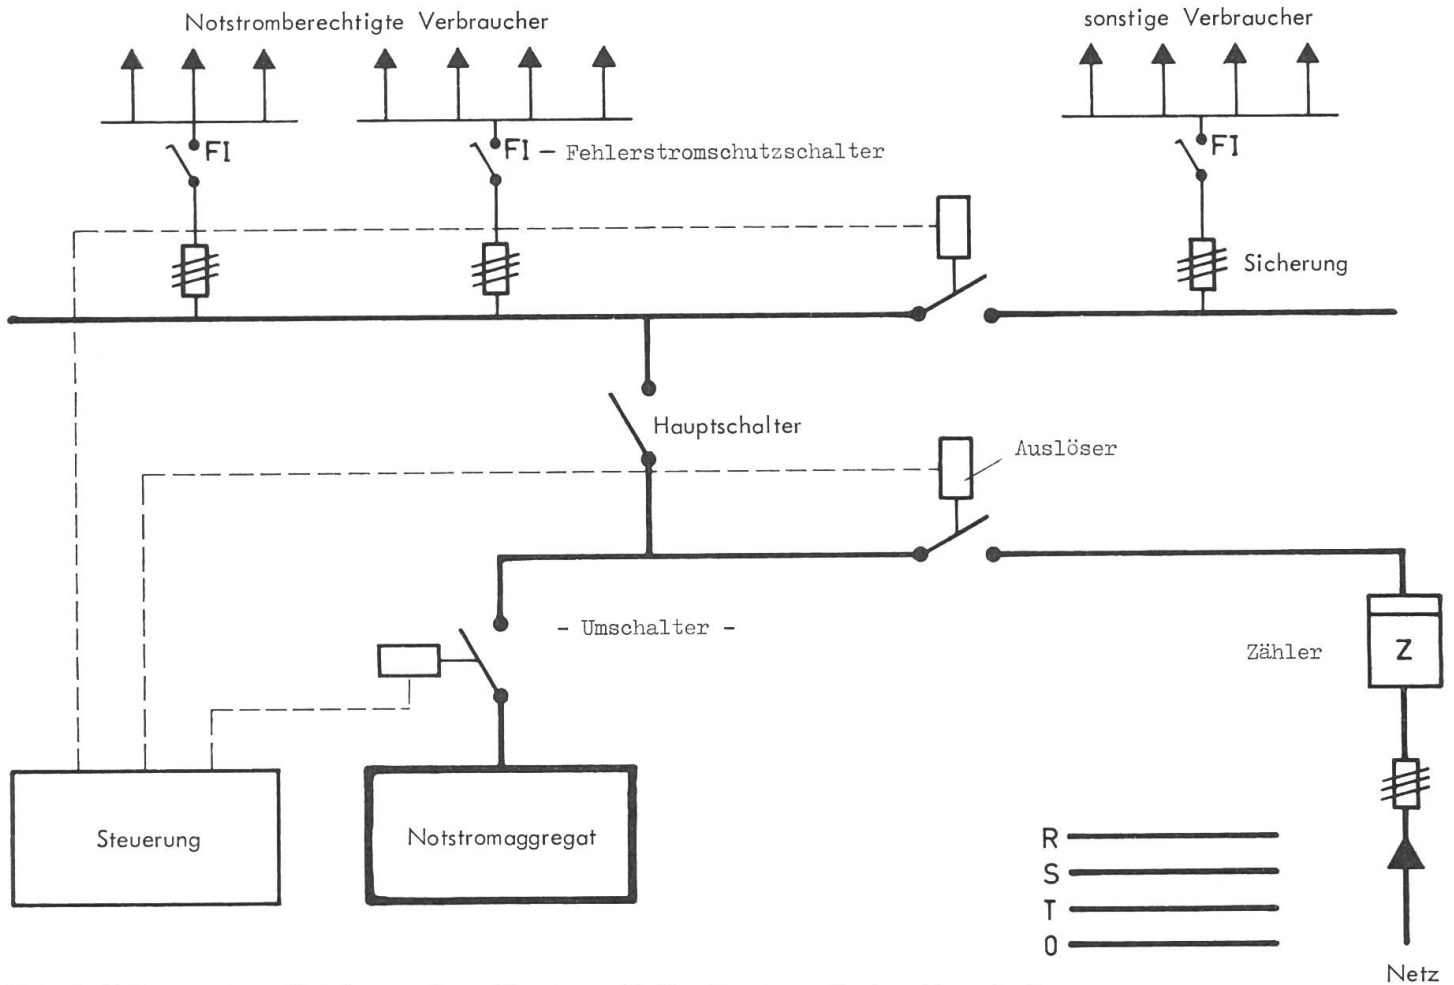 Notstromberechtigte Verbraucher
sonstige Verbraucher
FI
FI - Fehlerstromschutzschalter
FI
Sicherung
Hauptschalter
Auslöser
- Umschalter -
Zähler
Z
Steuerung
Notstromaggregat
R
S
T
0
Netz